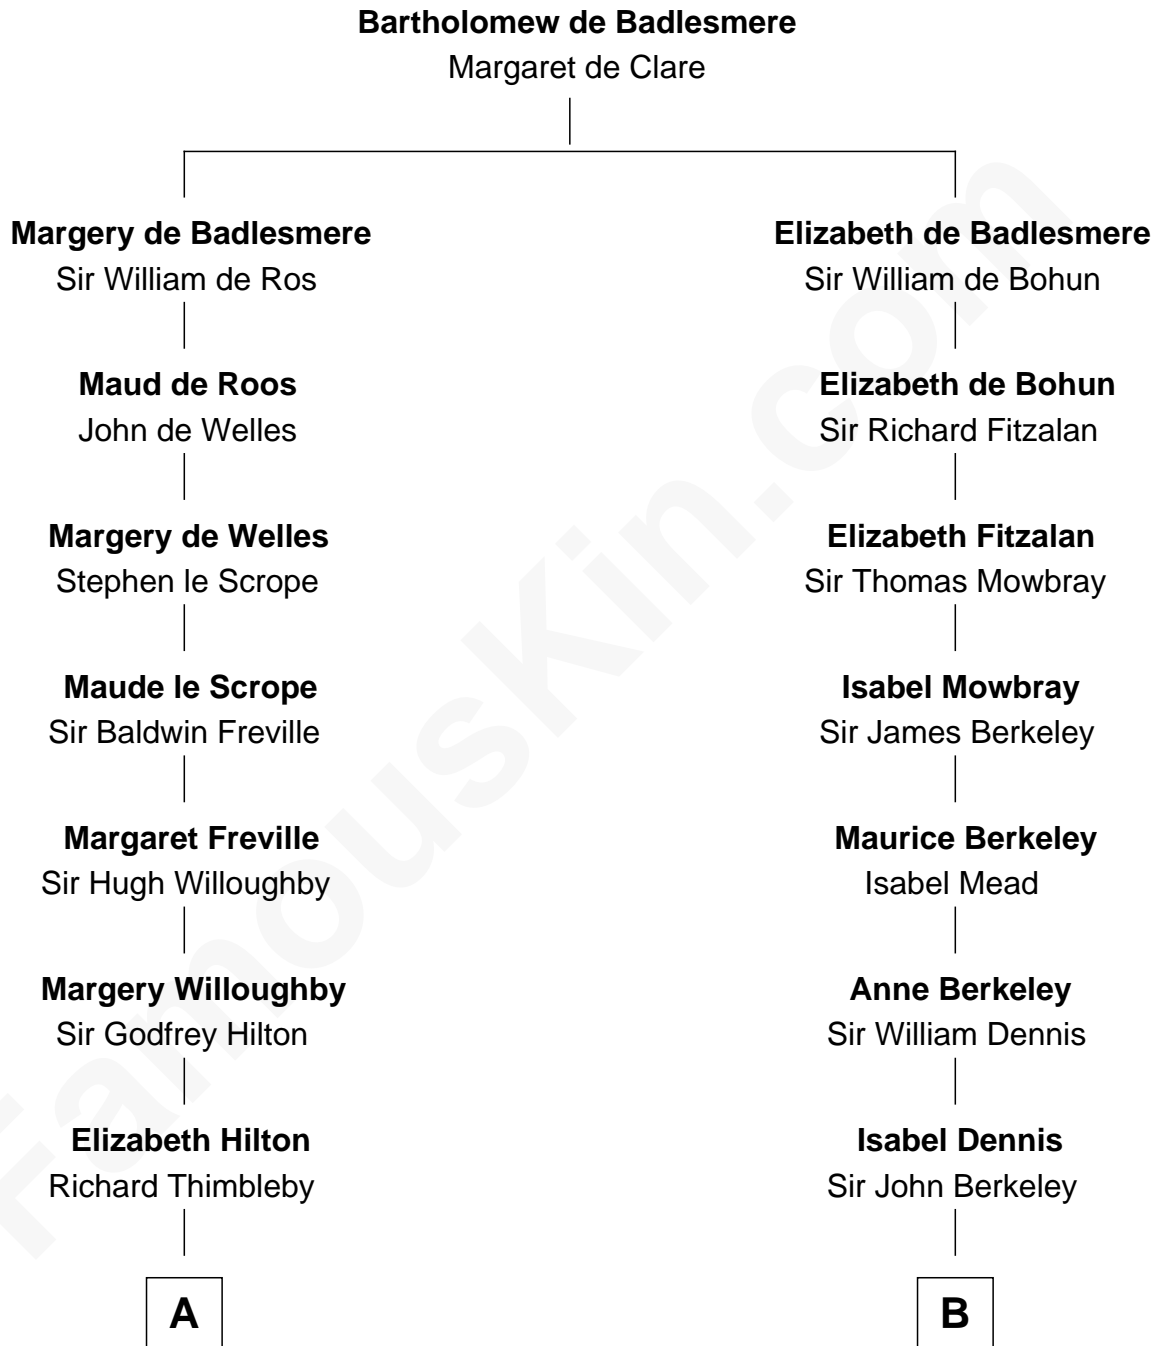 Bartholomew de Badlesmere
Margaret de Clare
Margery de Badlesmere
Sir William de Ros
Elizabeth de Badlesmere
Sir William de Bohun
Maud de Roos
John de Welles
Elizabeth de Bohun
Sir Richard Fitzalan
Margery de Welles
Stephen le Scrope
Elizabeth Fitzalan
Sir Thomas Mowbray
Maude le Scrope
Sir Baldwin Freville
Isabel Mowbray
Sir James Berkeley
Margaret Freville
Sir Hugh Willoughby
Maurice Berkeley
Isabel Mead
Margery Willoughby
Sir Godfrey Hilton
Anne Berkeley
Sir William Dennis
Elizabeth Hilton
Richard Thimbleby
Isabel Dennis
Sir John Berkeley
A
B
FamousKin.com